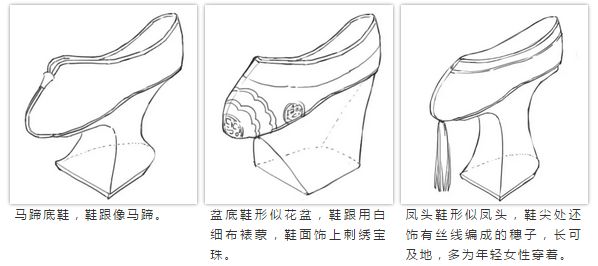 马蹄底鞋，鞋跟像马蹄。
盆底鞋形似花盆，鞋跟用白
细布裱蒙，鞋面饰上刺绣宝
珠。
凤头鞋形似凤头，鞋尖处还
饰有丝线编成的穗子，长可
及地，多为年轻女性穿着。